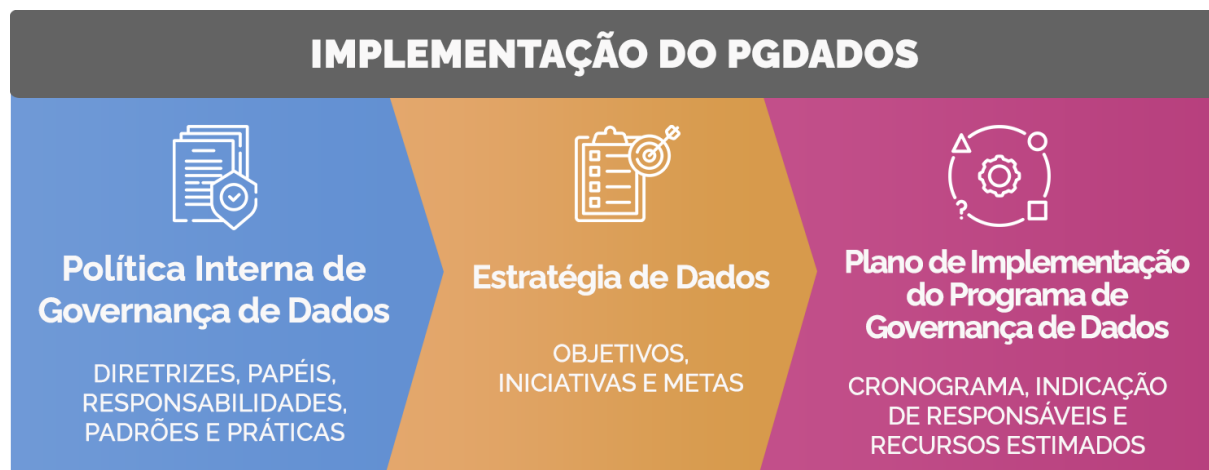 IMPLEMENTAÇÃO DO PGDADOS
Política Interna de
Governança de Dados
DIRETRIZES, PAPÉIS,
RESPONSABILIDADES,
PADRÕES E PRÁTICAS
Estratégia de Dados
OBJETIVOS,
INICIATIVAS E METAS
Plano de Implementação
do Programa de
Governança de Dados
CRONOGRAMA, INDICAÇÃO
DE RESPONSÁVEIS E
RECURSOS ESTIMADOS